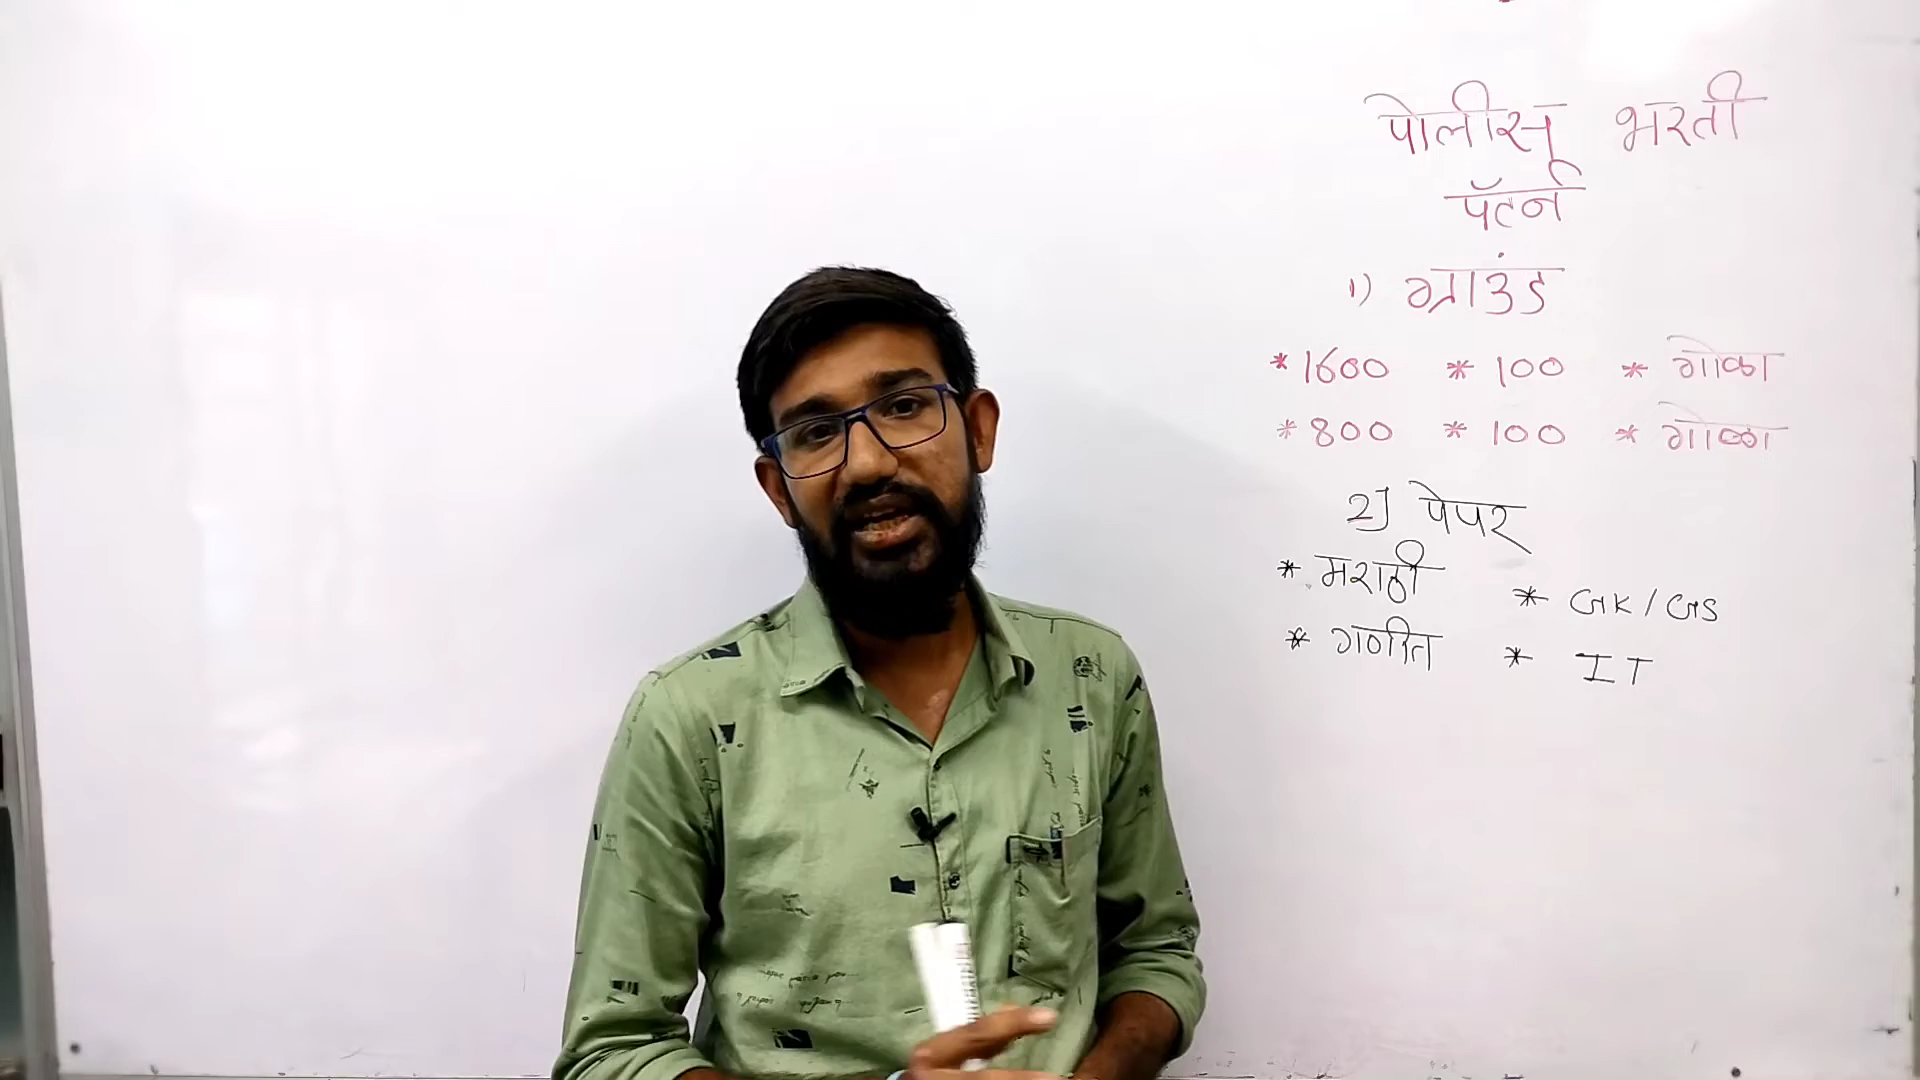 पोलीस भरती
पॅटर्न
1) ग्राउंड
* 1600 * 100 * गोळा
* 800 * 100 * गोळा
2) पेपर
* मराठी * GK / GS
* गणित * IT